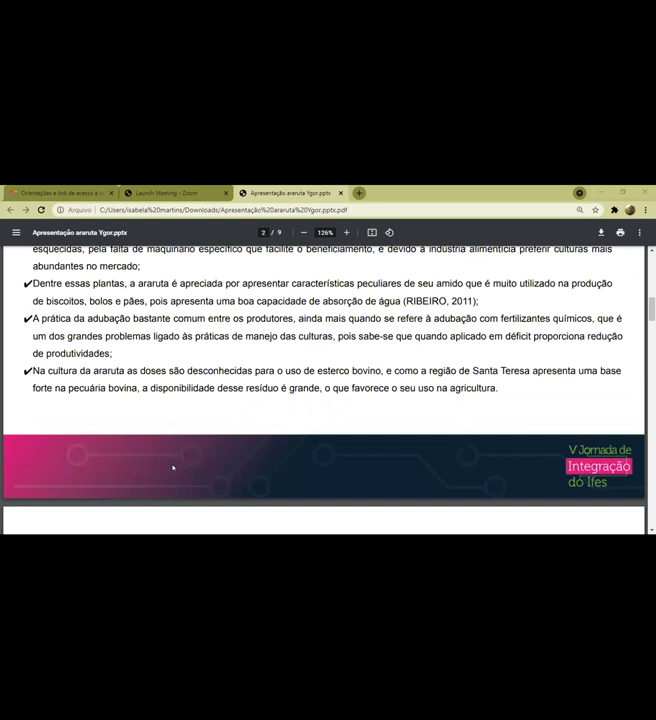 Orientações e link de acesso à
Launch Meeting - Zoom
Apresentação araruta Ygor.pptx
Arquivo
C:/Users/isabela%20martins/Downloads/Apresentação%20araruta%20Ygor.pptx.pdf
Apresentação araruta Ygor.pptx
2 / 9
126%
esquecidas, pela falta de maquinário específico que facilite o beneficiamento, e devido à indústria alimentícia preferir culturas mais
abundantes no mercado;
✔Dentre essas plantas, a araruta é apreciada por apresentar características peculiares de seu amido que é muito utilizado na produção
de biscoitos, bolos e pães, pois apresenta uma boa capacidade de absorção de água (RIBEIRO, 2011);
✔A prática da adubação bastante comum entre os produtores, ainda mais quando se refere à adubação com fertilizantes químicos, que é
um dos grandes problemas ligado às práticas de manejo das culturas, pois sabe-se que quando aplicado em déficit proporciona redução
de produtividades;
✔Na cultura da araruta as doses são desconhecidas para o uso de esterco bovino, e como a região de Santa Teresa apresenta uma base
forte na pecuária bovina, a disponibilidade desse resíduo é grande, o que favorece o seu uso na agricultura.
V Jornada de
Integração
do Ifes